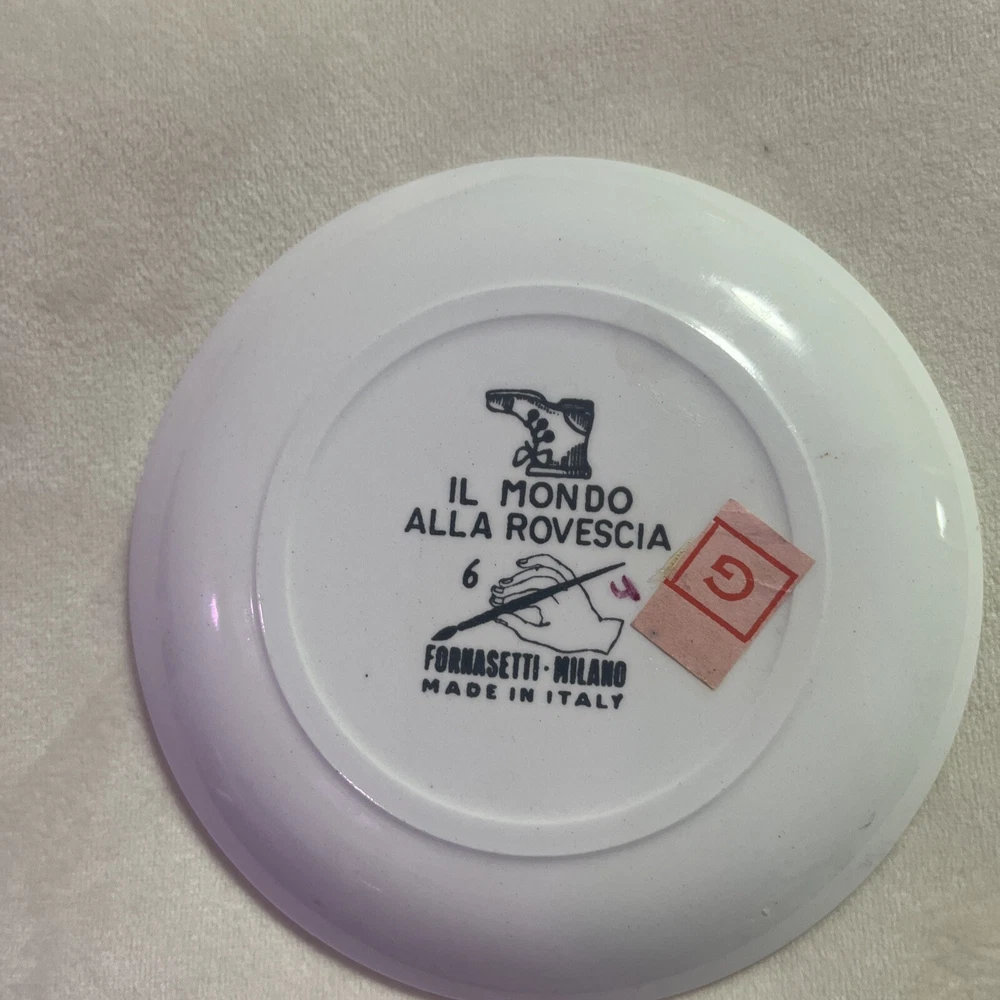 IL MONDO
ALLA ROVESCIA
6
4
G
FORNASETTI · MILANO
MADE IN ITALY